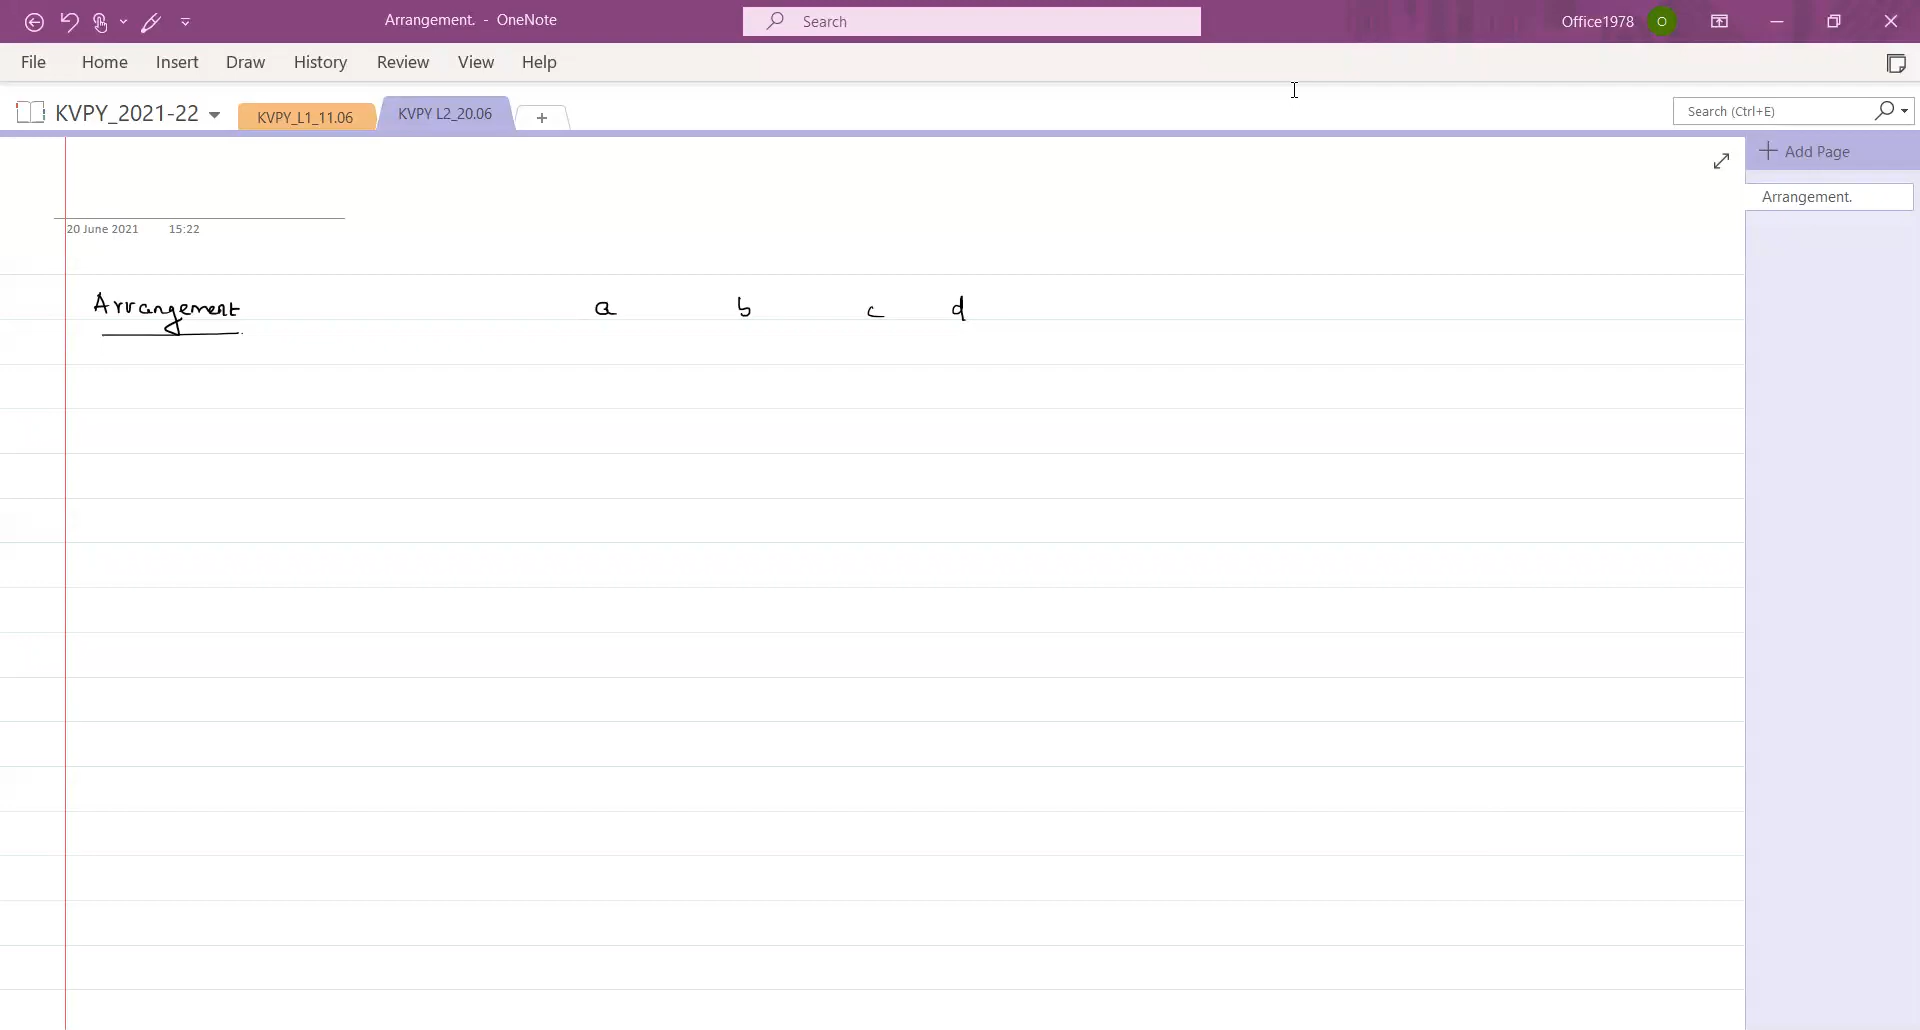 Arrangement. - OneNote
Search
Office1978
O
File Home Insert Draw History Review View Help
KVPY_2021-22
KVPY_L1_11.06
KVPY L2_20.06
+
Search (Ctrl+E)
Add Page
Arrangement.
20 June 2021 15:22
Arrangement a b c d